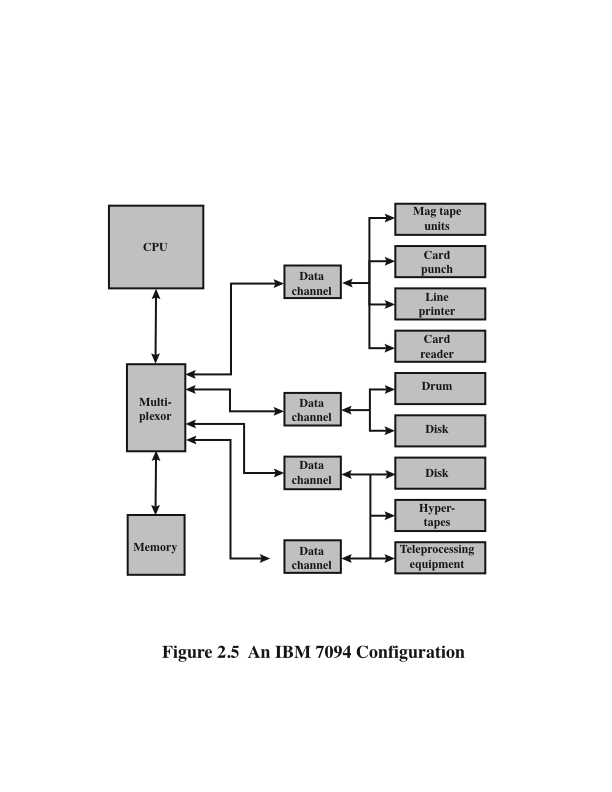 Mag tape
units
CPU
Card
punch
Data
channel
Line
printer
Card
reader
Drum
Multi-
plexor
Data
channel
Disk
Data
channel
Disk
Hyper-
tapes
Memory
Data
channel
Teleprocessing
equipment
Figure 2.5 An IBM 7094 Configuration